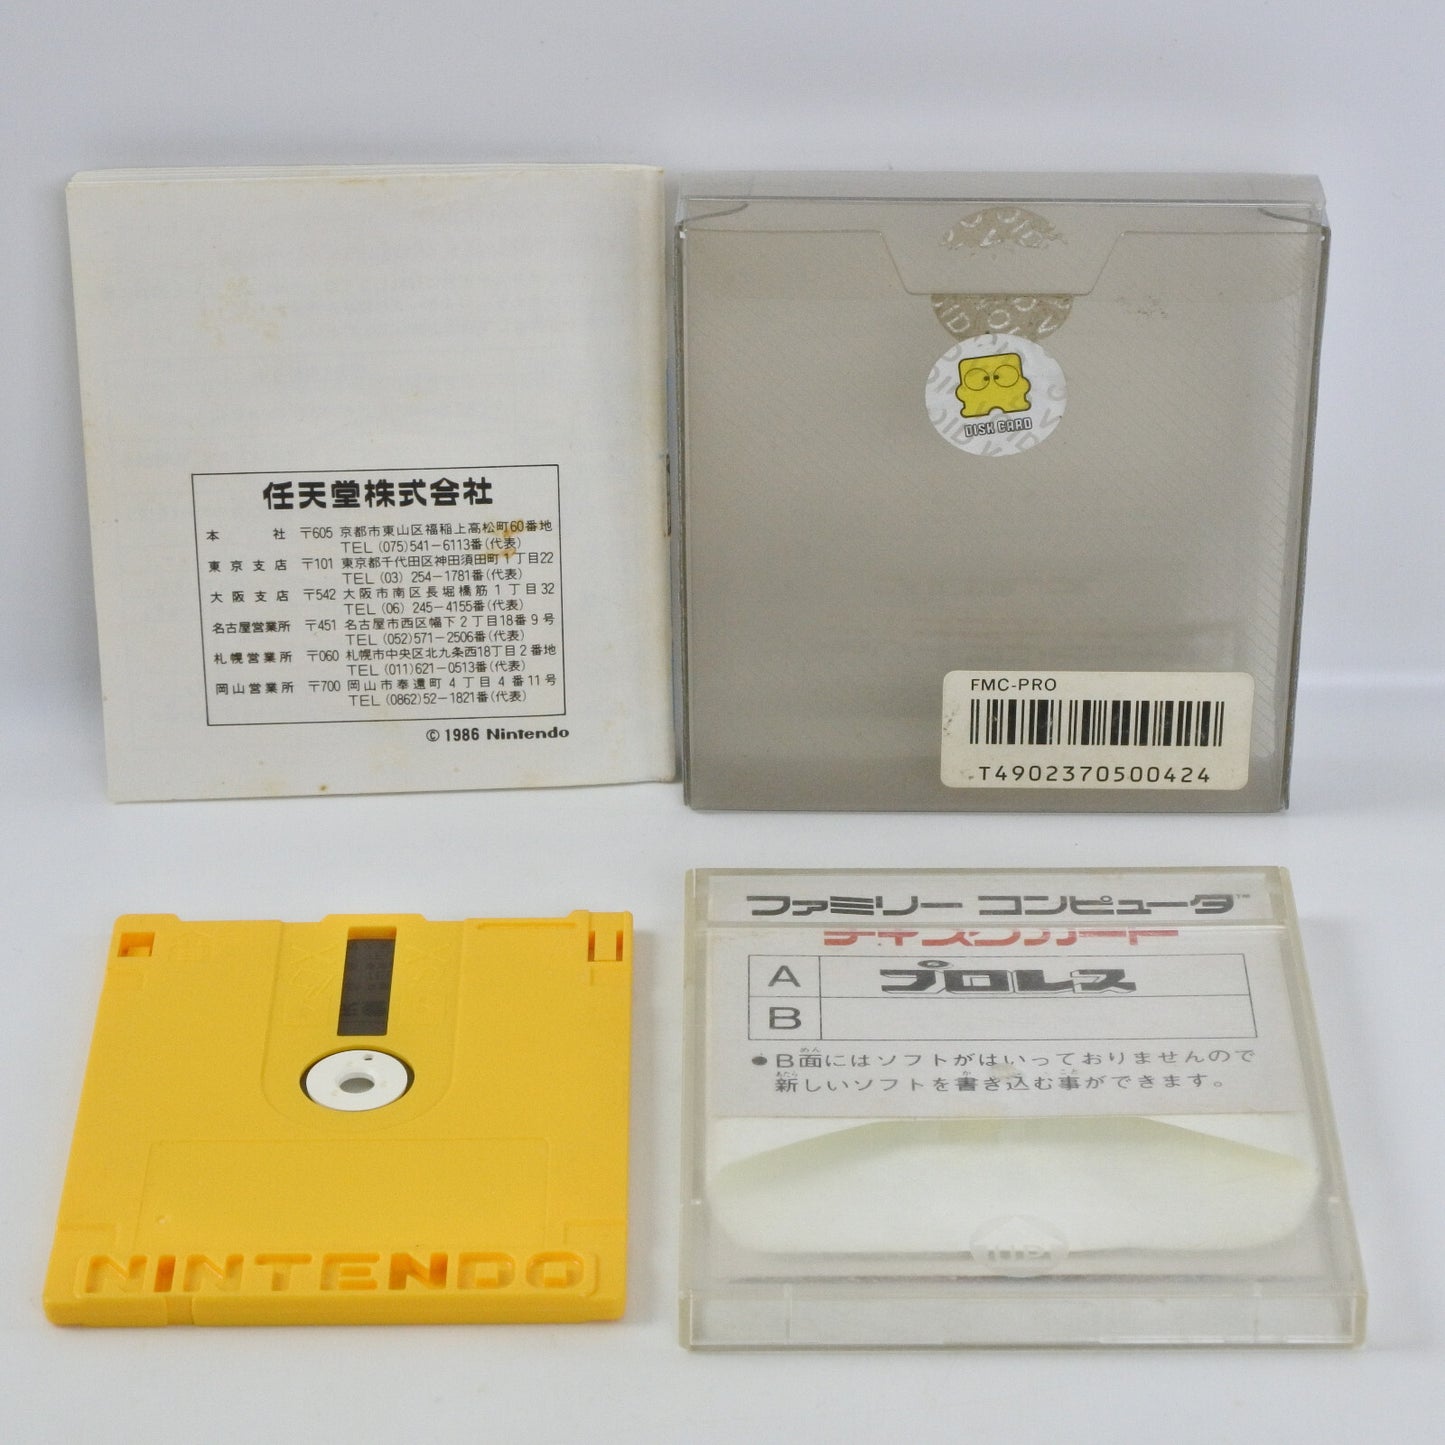 任天堂株式会社
本 社 〒605 京都市東山区福稲上高松町60番地
TEL (075)541-6113番(代表)
東京支店 〒101 東京都千代田区神田須田町1丁目22
TEL (03) 254-1781番(代表)
大阪支店 〒542 大阪市南区長堀橋筋1丁目32
TEL (06) 245-4155番(代表)
名古屋営業所 〒451 名古屋市西区幅下2丁目18番9号
TEL (052)571-2506番(代表)
札幌営業所 〒060 札幌市中央区北九条西18丁目2番地
TEL (011)621-0513番(代表)
岡山営業所 〒700 岡山市奉還町4丁目4番11号
TEL (0862)52-1821番(代表)
© 1986 Nintendo
VOID
DISK CARD
FMC-PRO
T4902370500424
NINTENDO
ファミリー コンピュータ™
ディスクカード
A プロレス
B
●B面にはソフトがはいっておりませんので
新しいソフトを書き込む事ができます。